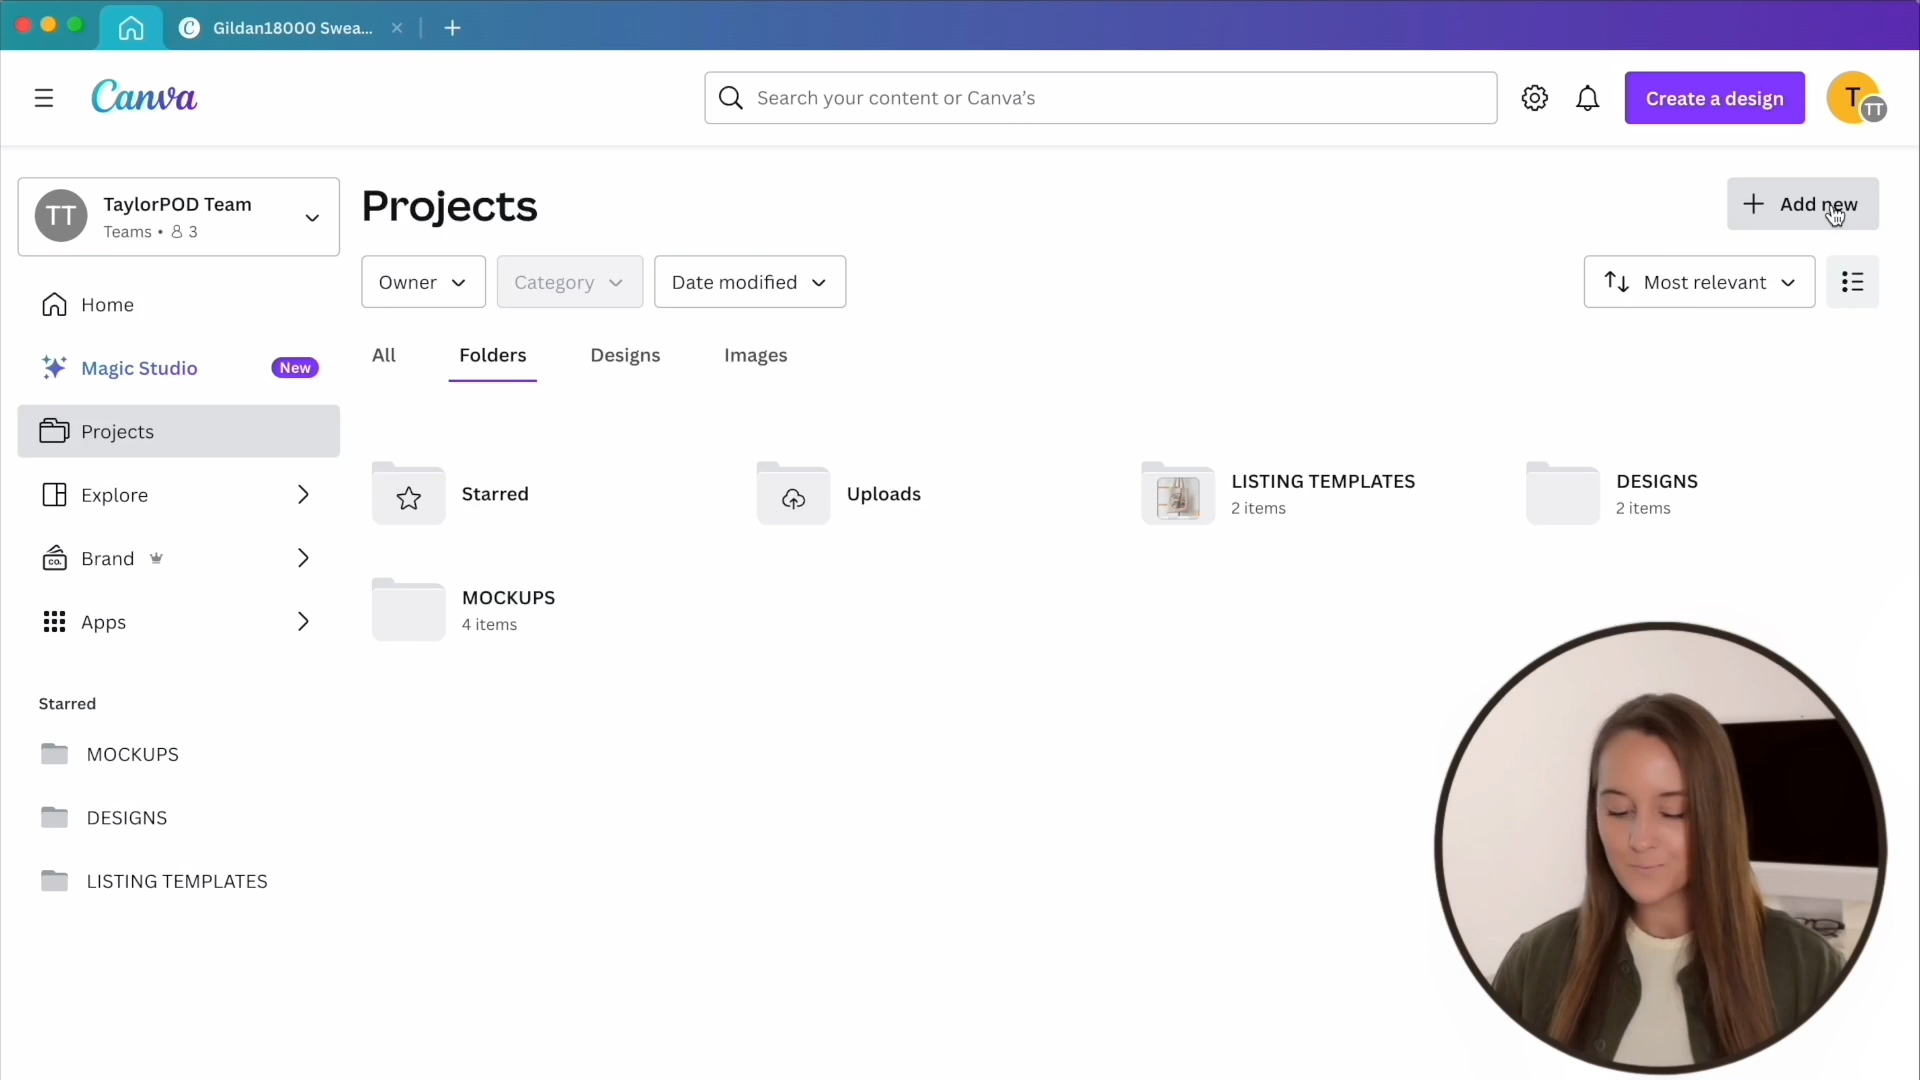 C Gildan18000 Swea...
Canva
Search your content or Canva's
Create a design
T
TT
TT
TaylorPOD Team
Teams • 3
Projects
Add new
Owner
Category
Date modified
Most relevant
Home
Magic Studio
New
Projects
Explore
Brand
CO.
Apps
All
Folders
Designs
Images
Starred
Uploads
LISTING TEMPLATES
2 items
DESIGNS
2 items
MOCKUPS
4 items
Starred
MOCKUPS
DESIGNS
LISTING TEMPLATES